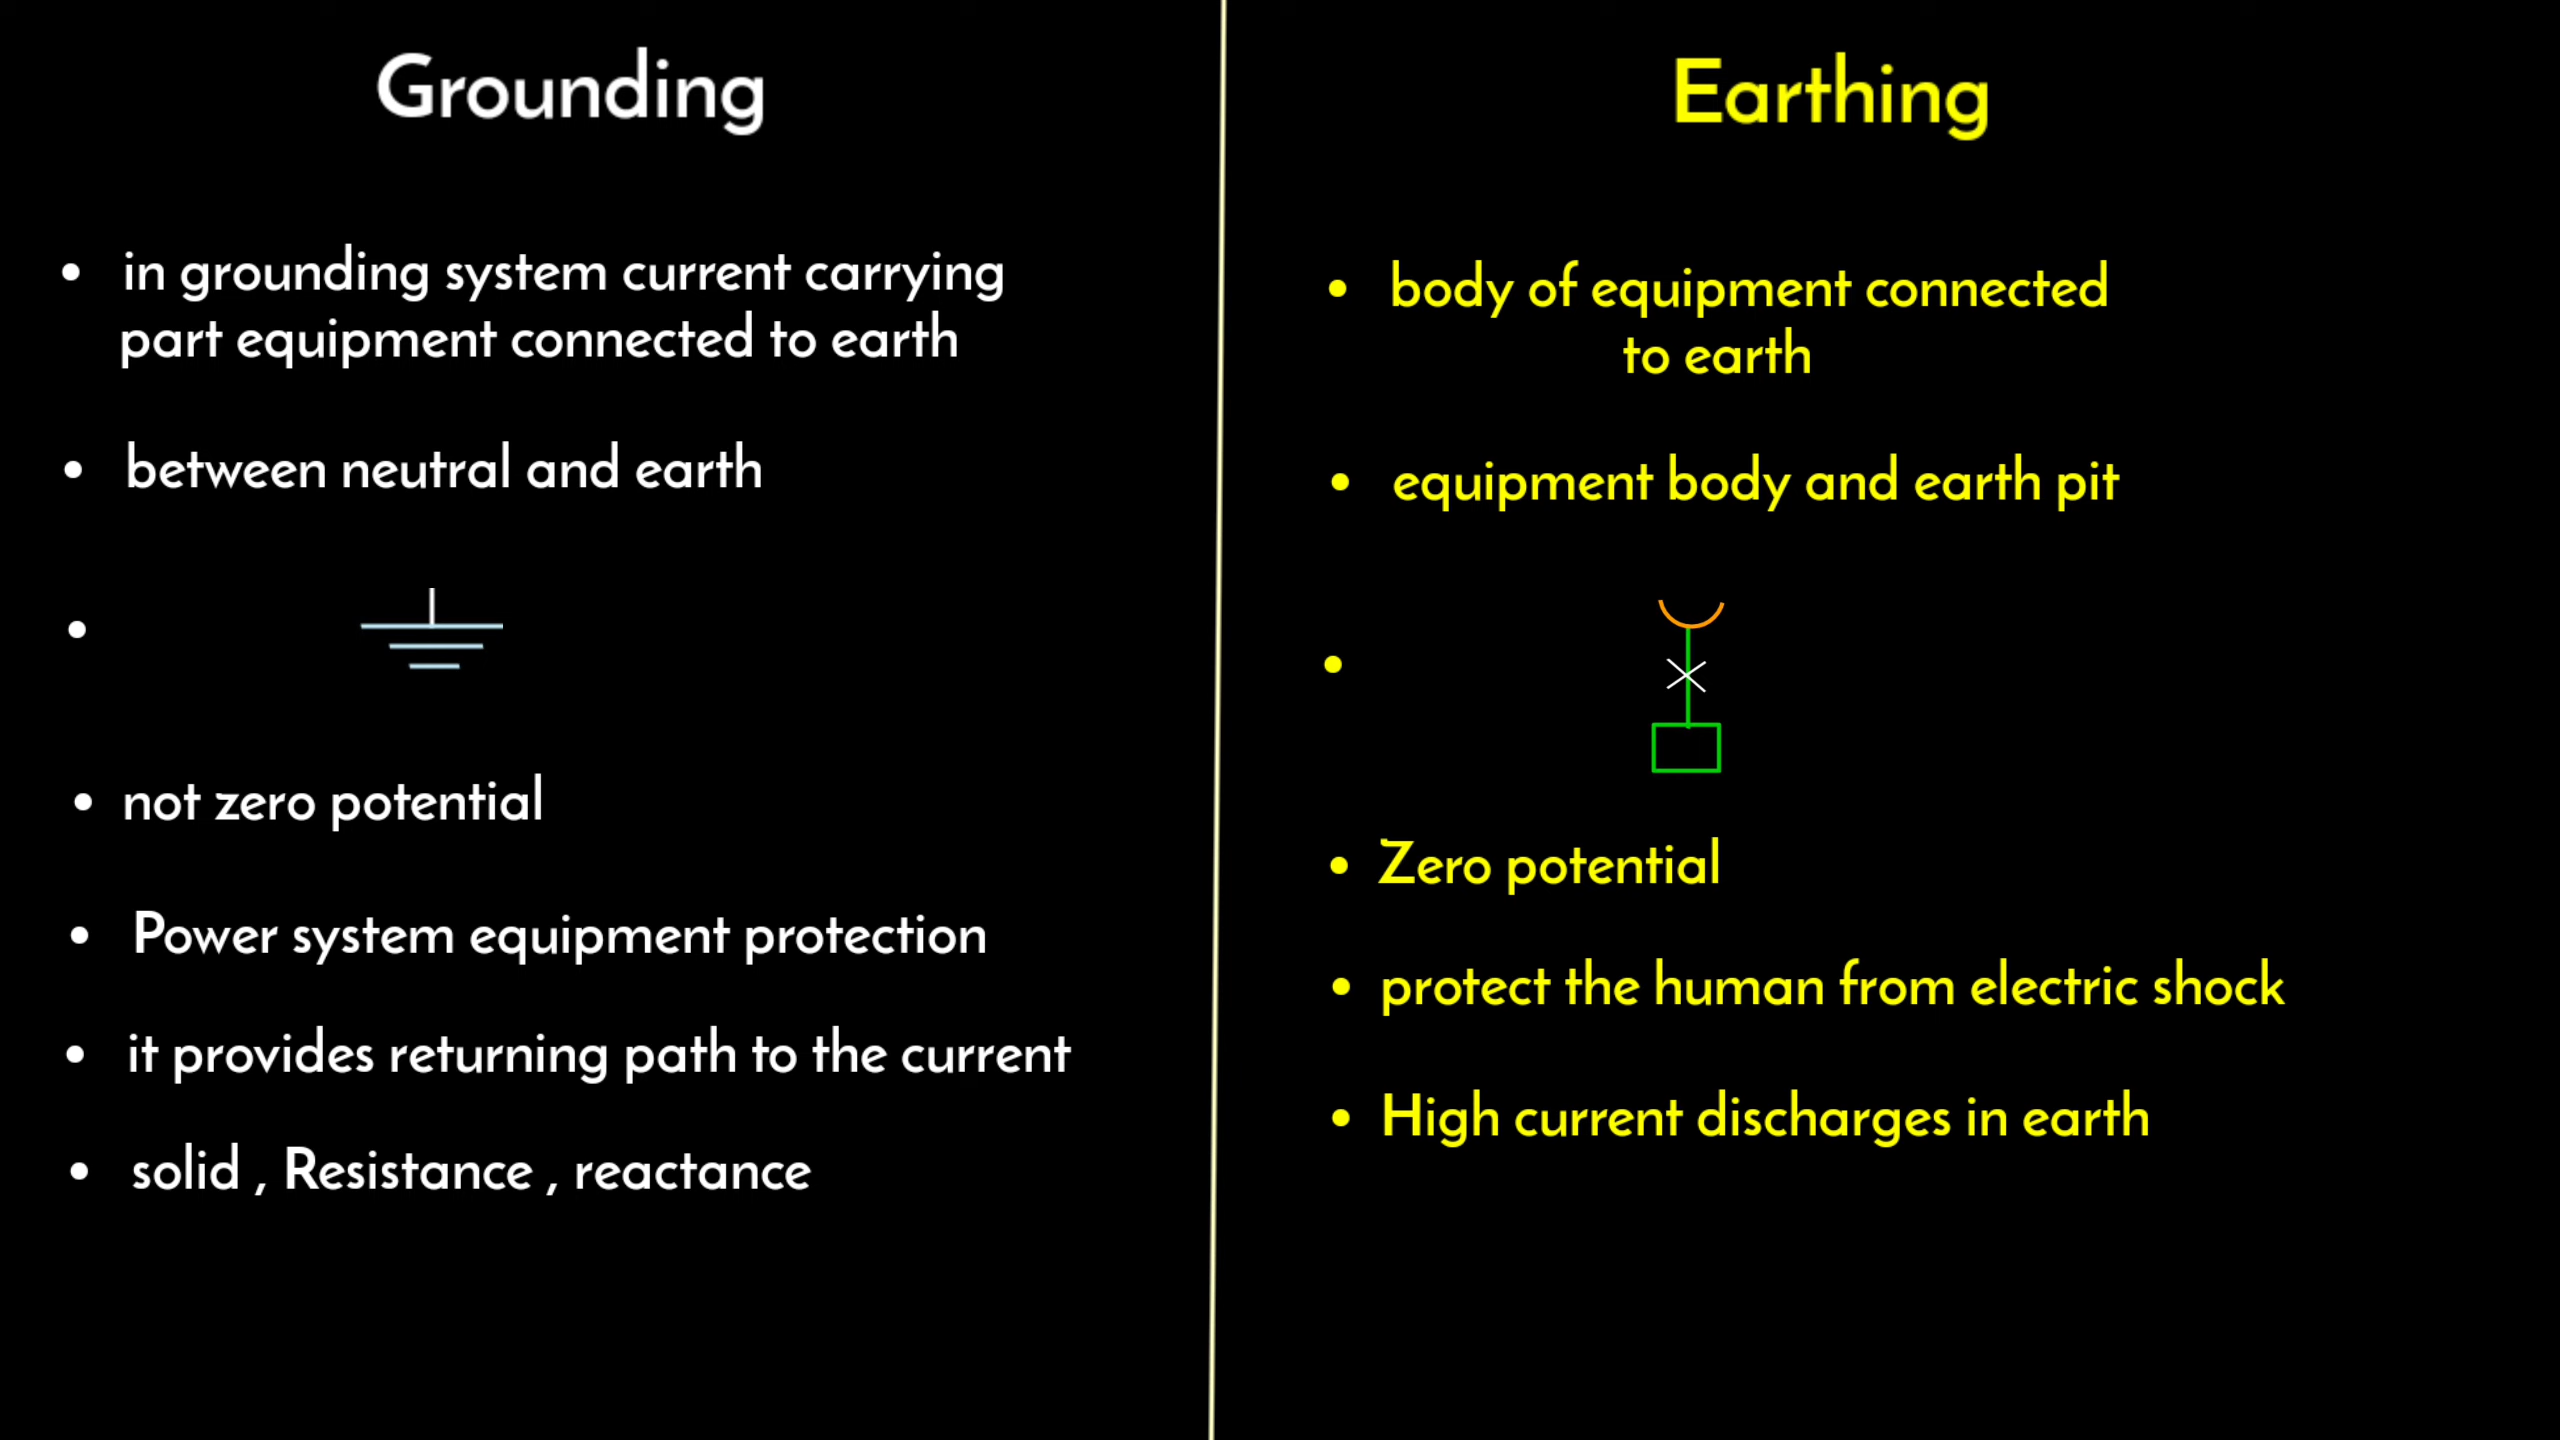 Grounding
in grounding system current carrying
part equipment connected to earth
between neutral and earth
not zero potential
Power system equipment protection
it provides returning path to the current
solid , Resistance , reactance
Earthing
body of equipment connected
to earth
equipment body and earth pit
Zero potential
protect the human from electric shock
High current discharges in earth